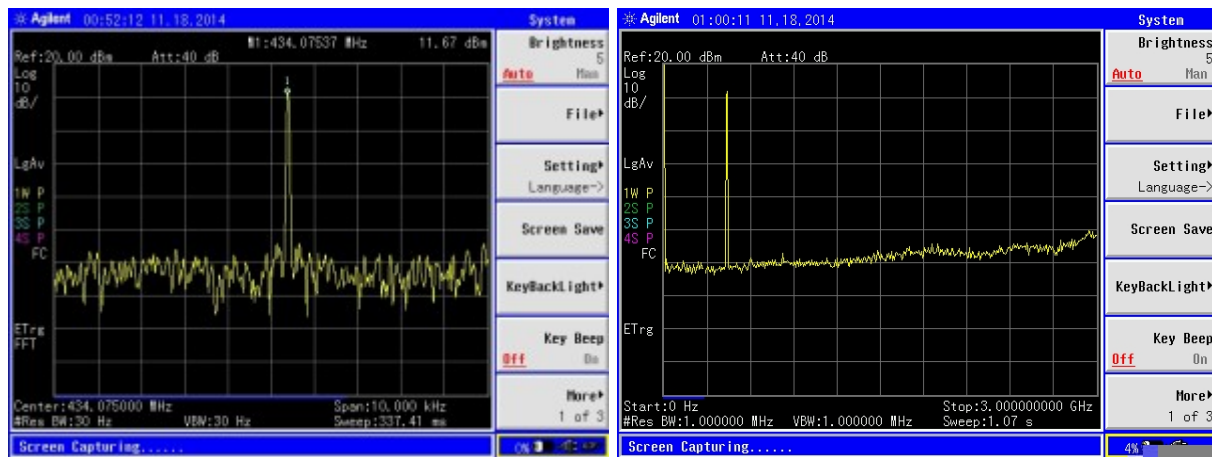 Agilent 00:52:12 11.18.2014 System
M1:434.07537 MHz 11.67 dBm
Ref:20.00 dBm Att:40 dB
Log
10
dB/
1
LgAv
1W P
2S P
3S P
4S P
FC
ETrg
FFT
Center:434.075000 MHz Span:10.000 kHz
#Res BW:30 Hz VBW:30 Hz Sweep:337.41 ms
Brightness
5
Auto Man
File
Setting
Language->
Screen Save
KeyBackLight
Key Beep
Off On
More
1 of 3
Screen Capturing...... 0%
Agilent 01:00:11 11.18.2014 System
Ref:20.00 dBm Att:40 dB
Log
10
dB/
LgAv
1W P
2S P
3S P
4S P
FC
ETrg
Start:0 Hz Stop:3.000000000 GHz
#Res BW:1.000000 MHz VBW:1.000000 MHz Sweep:1.07 s
Brightness
5
Auto Man
File
Setting
Language->
Screen Save
KeyBackLight
Key Beep
Off On
More
1 of 3
Screen Capturing...... 4%